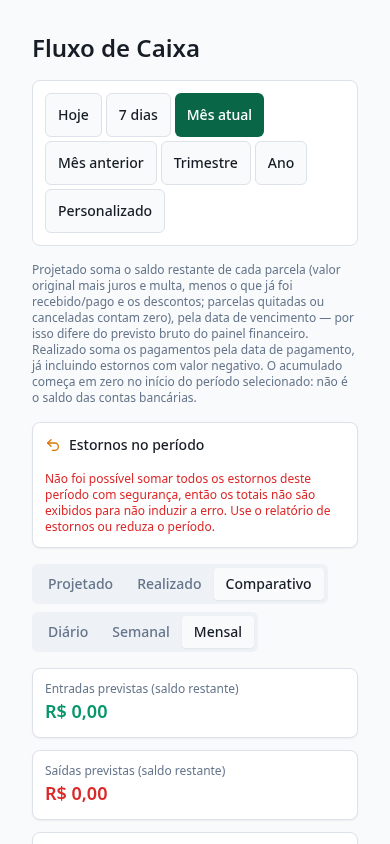 Fluxo de Caixa
Hoje
7 dias
Mês atual
Mês anterior
Trimestre
Ano
Personalizado
Projetado soma o saldo restante de cada parcela (valor
original mais juros e multa, menos o que já foi
recebido/pago e os descontos; parcelas quitadas ou
canceladas contam zero), pela data de vencimento — por
isso difere do previsto bruto do painel financeiro.
Realizado soma os pagamentos pela data de pagamento,
já incluindo estornos com valor negativo. O acumulado
começa em zero no início do período selecionado: não é
o saldo das contas bancárias.
Estornos no período
Não foi possível somar todos os estornos deste
período com segurança, então os totais não são
exibidos para não induzir a erro. Use o relatório de
estornos ou reduza o período.
Projetado
Realizado
Comparativo
Diário
Semanal
Mensal
Entradas previstas (saldo restante)
R$ 0,00
Saídas previstas (saldo restante)
R$ 0,00